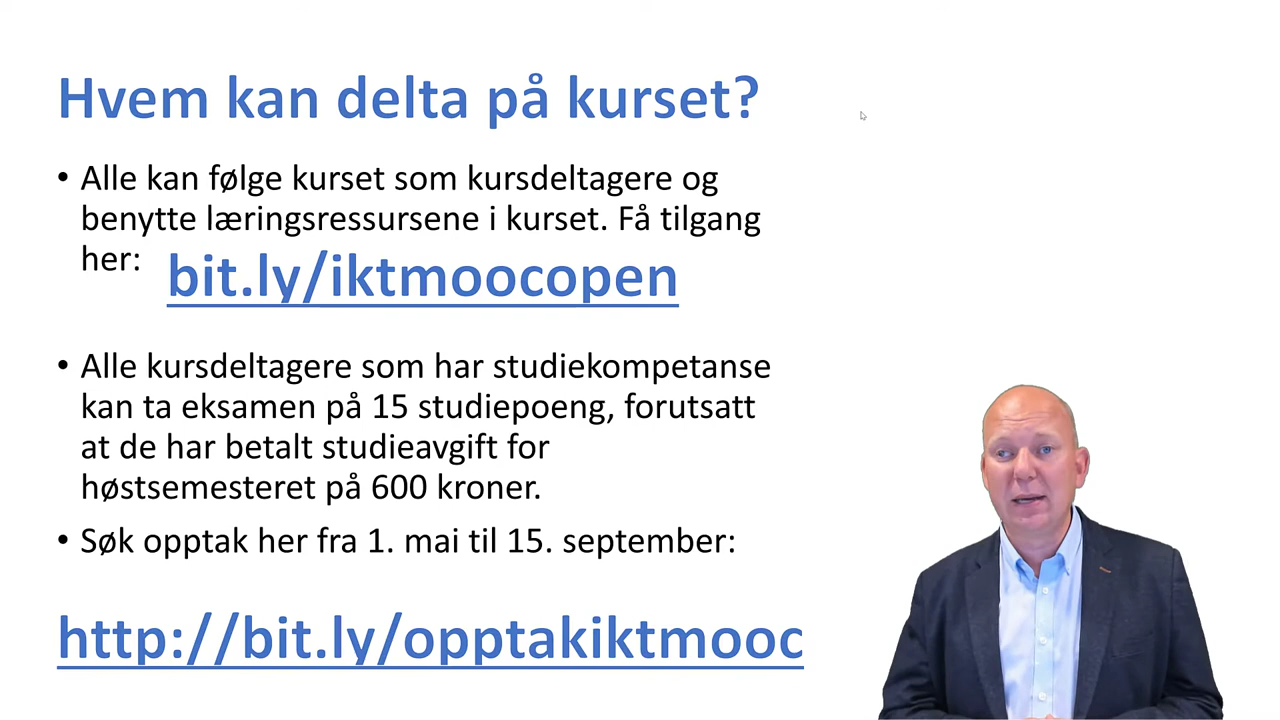 Hvem kan delta på kurset?
• Alle kan følge kurset som kursdeltagere og
benytte læringsressursene i kurset. Få tilgang
her: bit.ly/iktmoocopen
• Alle kursdeltagere som har studiekompetanse
kan ta eksamen på 15 studiepoeng, forutsatt
at de har betalt studieavgift for
høstsemesteret på 600 kroner.
• Søk opptak her fra 1. mai til 15. september:
http://bit.ly/opptakiktmooc